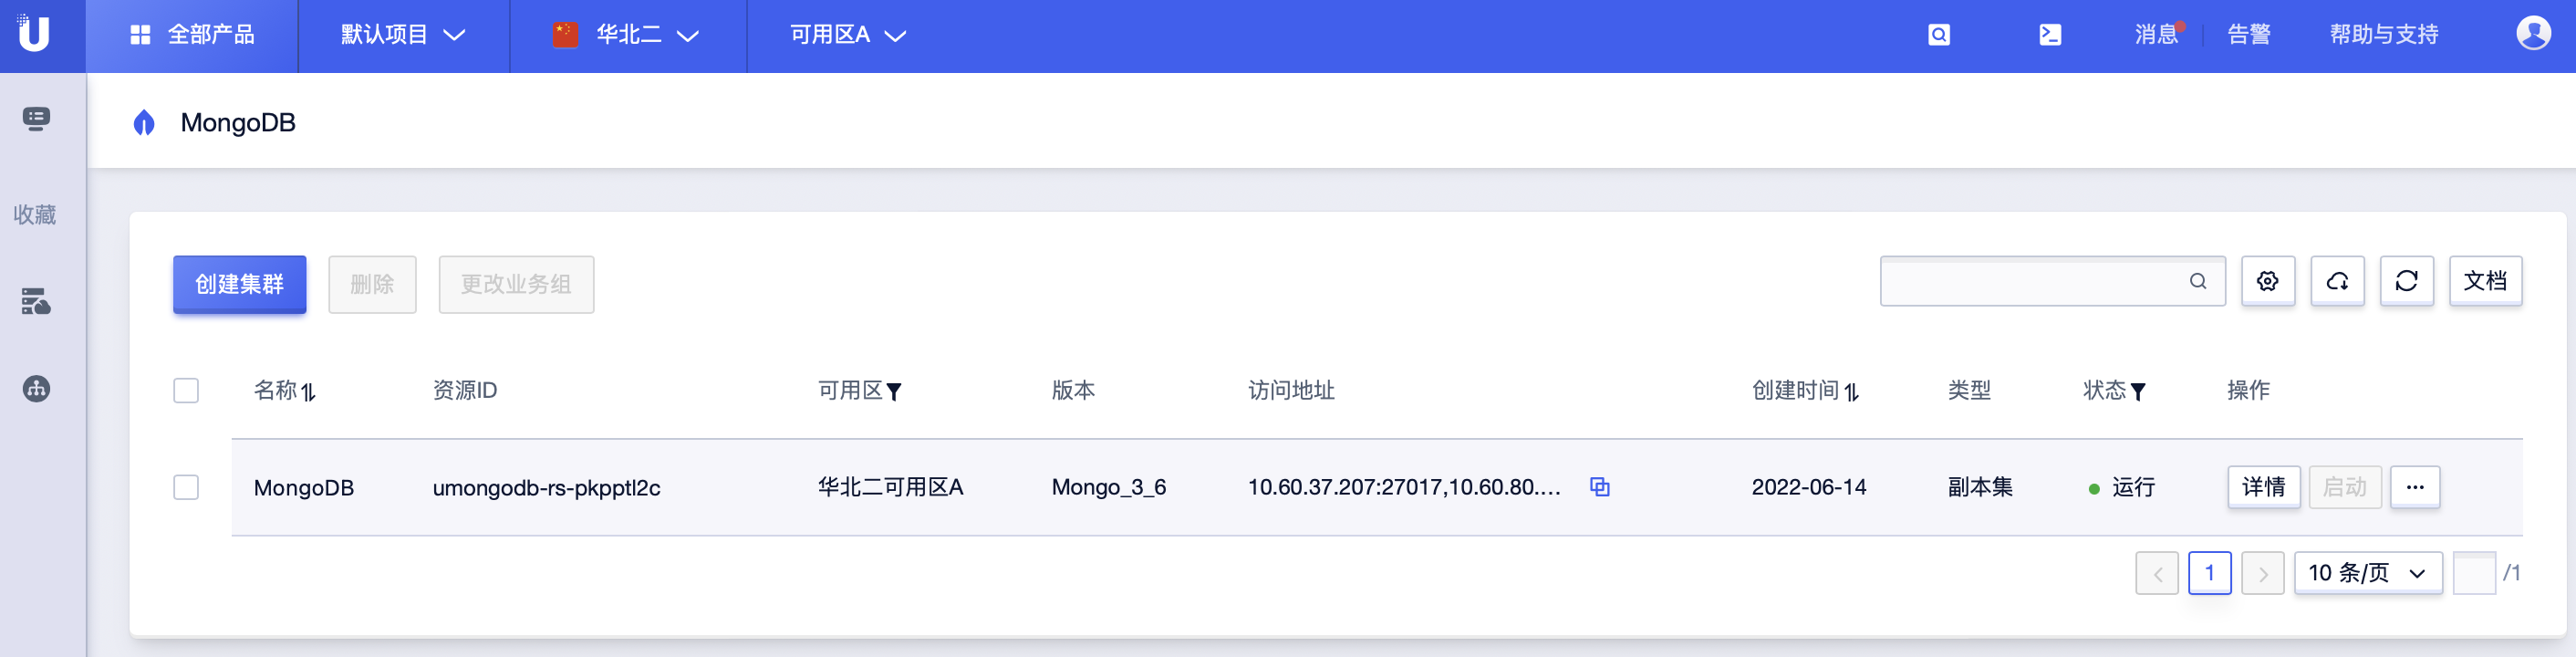 全部产品 默认项目 华北二 可用区A 消息 告警 帮助与支持
MongoDB
收藏
创建集群 删除 更改业务组 文档
名称 资源ID 可用区 版本 访问地址 创建时间 类型 状态 操作
MongoDB umongodb-rs-pkpptl2c 华北二可用区A Mongo_3_6 10.60.37.207:27017,10.60.80.... 2022-06-14 副本集 运行 详情 启动 ...
1 10 条/页 /1